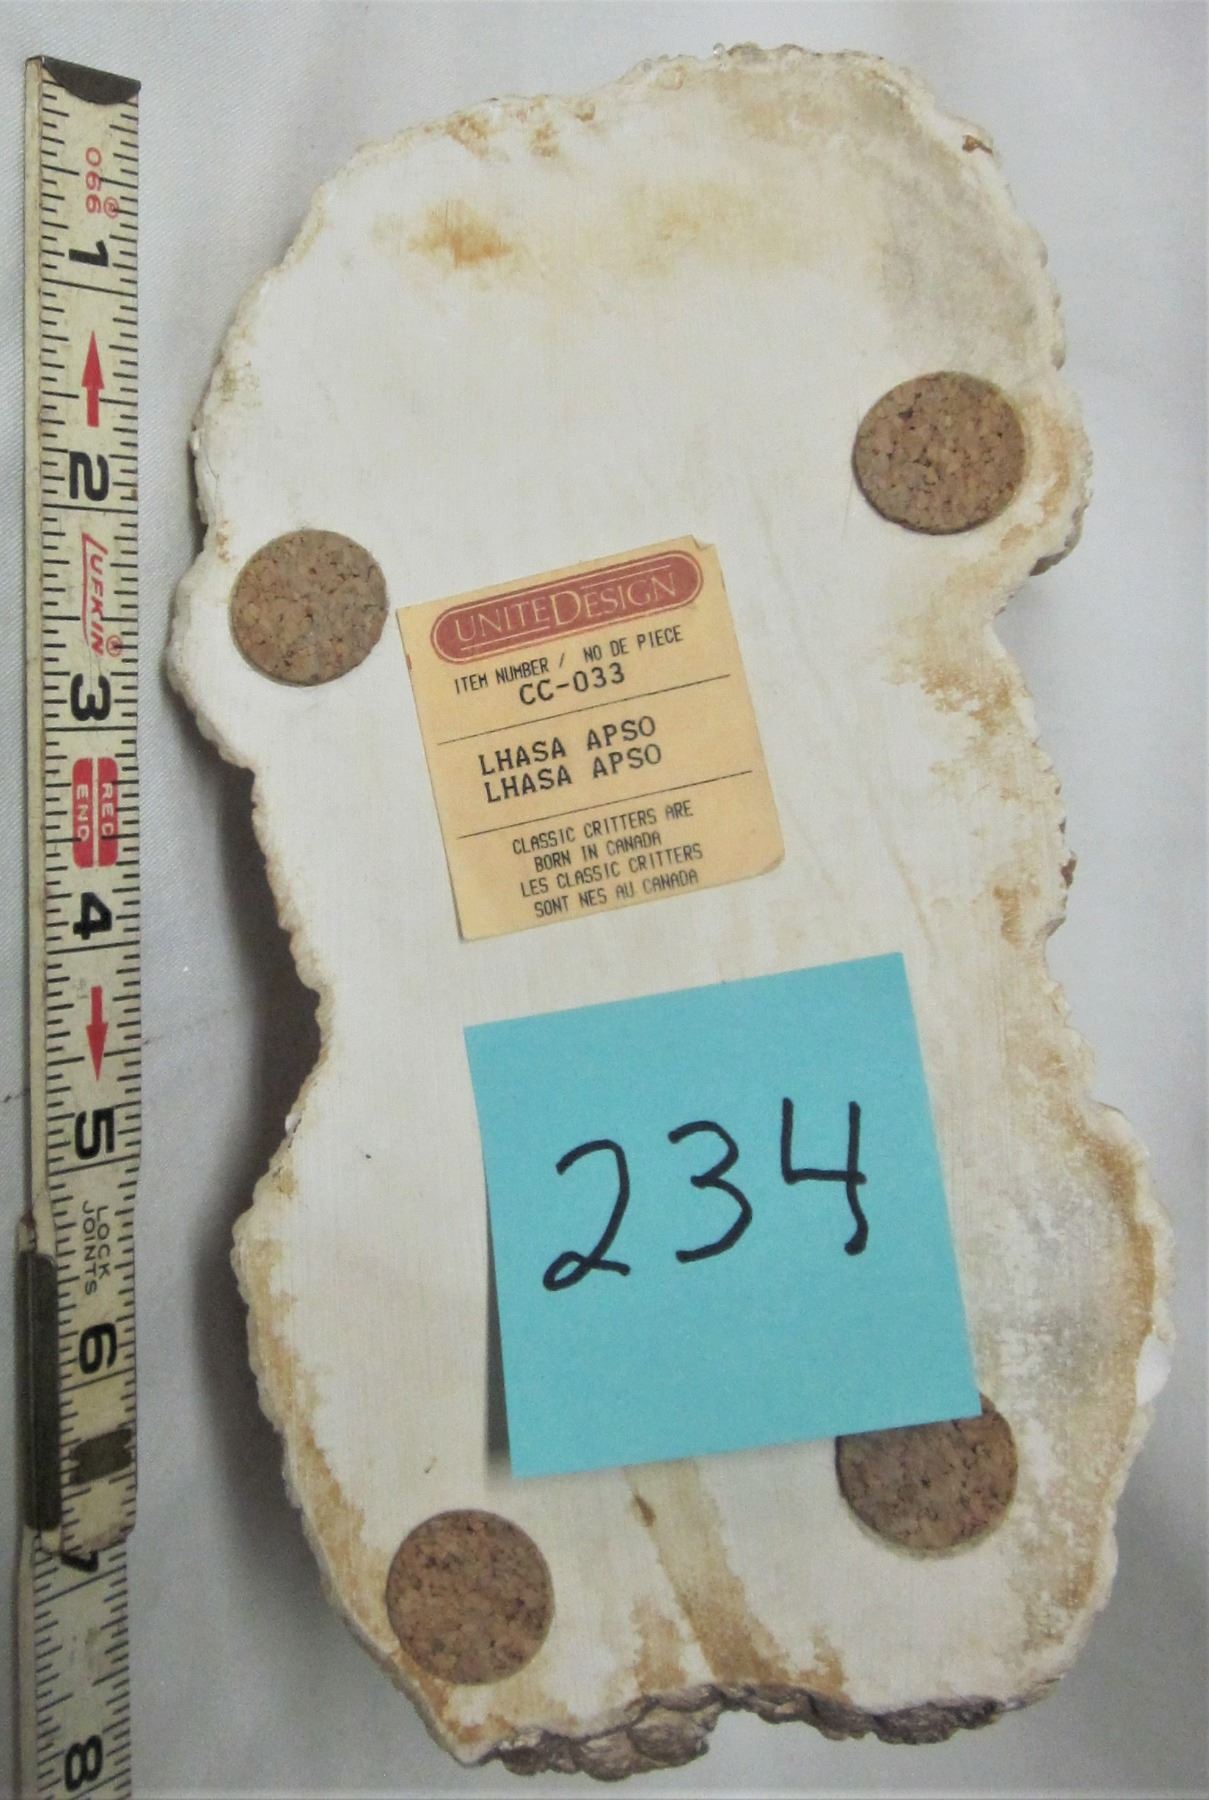 066®
1
2
LUFKIN®
3
RED
END
4
5
LOCK
JOINTS
6
7
8
UNITEDESIGN
ITEM NUMBER / NO DE PIECE
CC-033
LHASA APSO
LHASA APSO
CLASSIC CRITTERS ARE
BORN IN CANADA
LES CLASSIC CRITTERS
SONT NES AU CANADA
234